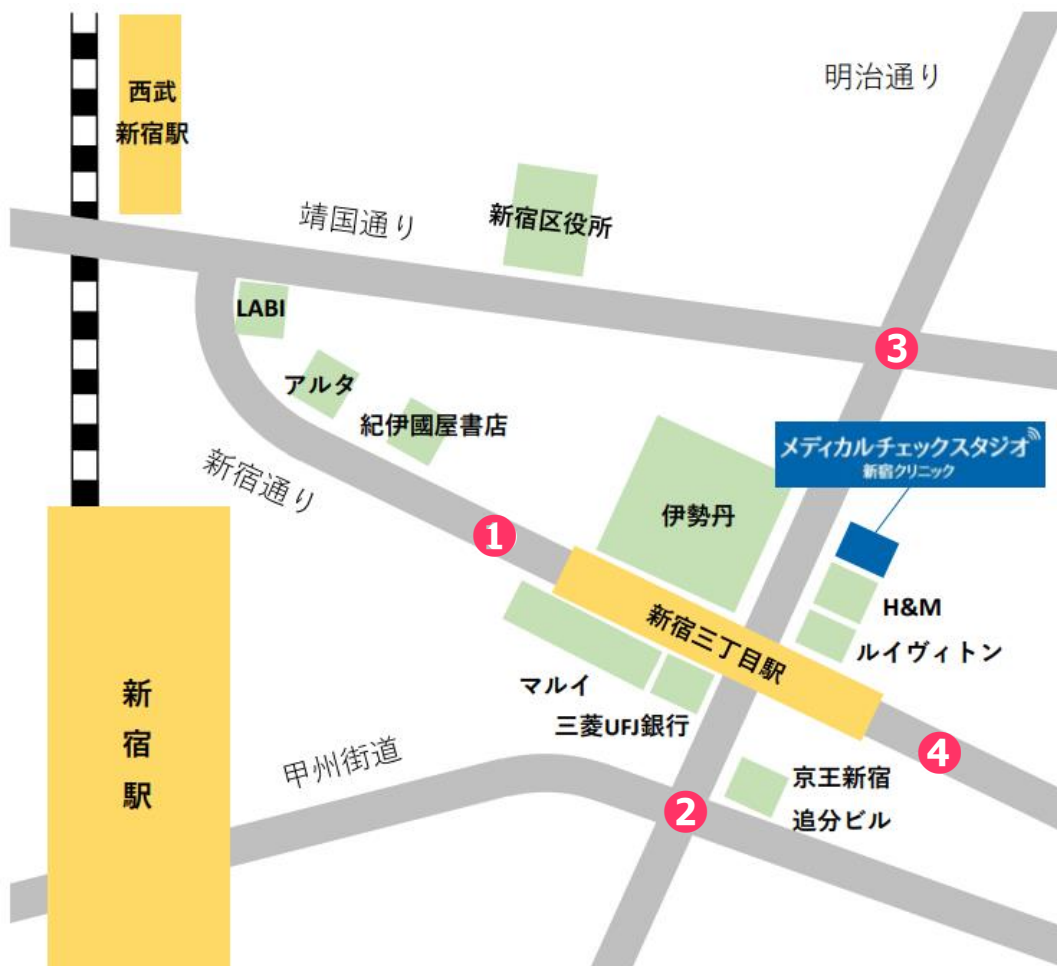 西武
新宿駅
明治通り
靖国通り
新宿区役所
LABI
3
アルタ
紀伊國屋書店
メディカルチェックスタジオ
新宿クリニック
新宿通り
伊勢丹
1
H&M
新宿三丁目駅
ルイヴィトン
マルイ
三菱UFJ銀行
新
宿
駅
甲州街道
4
京王新宿
追分ビル
2